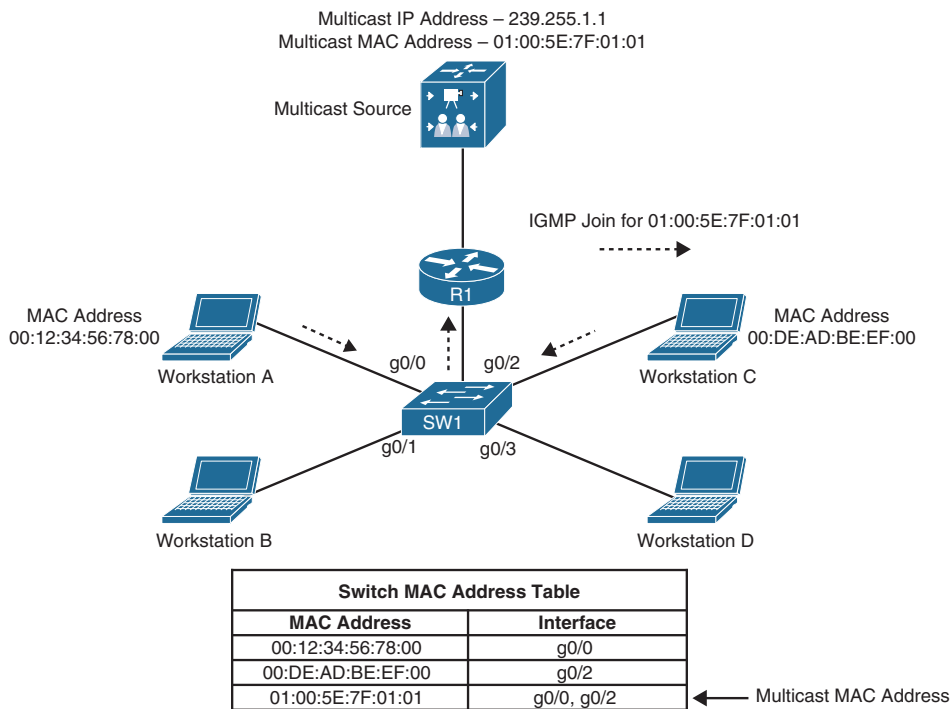 Multicast IP Address – 239.255.1.1
Multicast MAC Address – 01:00:5E:7F:01:01
Multicast Source
IGMP Join for 01:00:5E:7F:01:01
R1
MAC Address
00:12:34:56:78:00
MAC Address
00:DE:AD:BE:EF:00
Workstation A
g0/0
g0/2
Workstation C
SW1
g0/1
g0/3
Workstation B
Workstation D
Switch MAC Address Table
MAC Address Interface
00:12:34:56:78:00 g0/0
00:DE:AD:BE:EF:00 g0/2
01:00:5E:7F:01:01 g0/0, g0/2
Multicast MAC Address